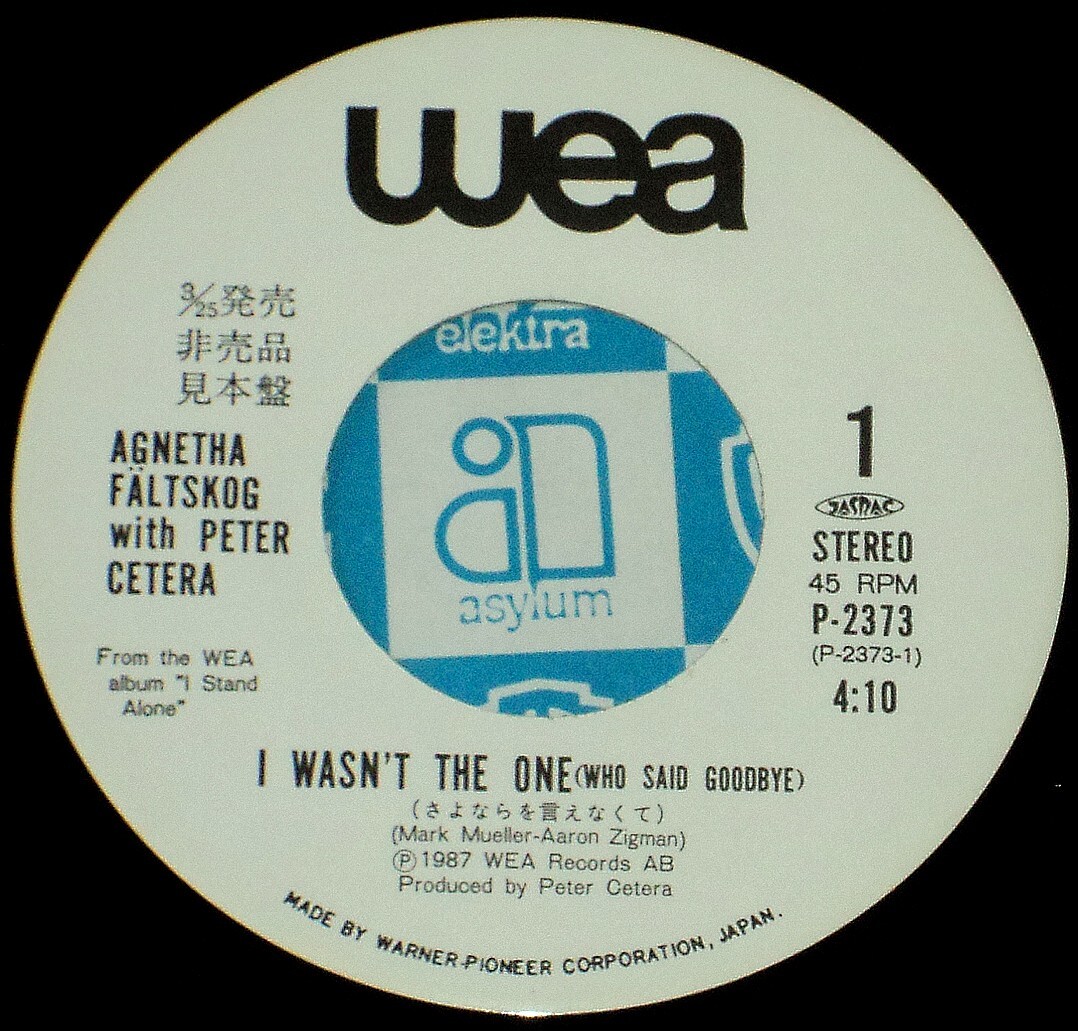 wea
3/25発売
非売品
見本盤
AGNETHA
FÄLTSKOG
with PETER
CETERA
From the WEA
album "I Stand
Alone"
elektra
asylum
1
JASRAC
STEREO
45 RPM
P-2373
(P-2373-1)
4:10
I WASN'T THE ONE(WHO SAID GOODBYE)
(さよならを言えなくて)
(Mark Mueller-Aaron Zigman)
Ⓟ1987 WEA Records AB
Produced by Peter Cetera
MADE BY WARNER-PIONEER CORPORATION, JAPAN.